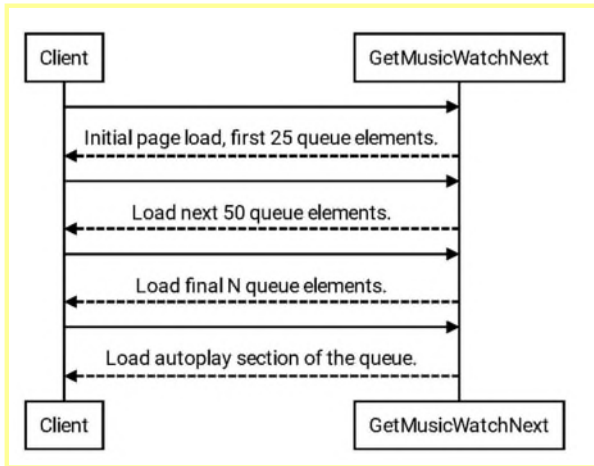 Client
GetMusicWatchNext
Initial page load, first 25 queue elements.
Load next 50 queue elements.
Load final N queue elements.
Load autoplay section of the queue.
Client
GetMusicWatchNext